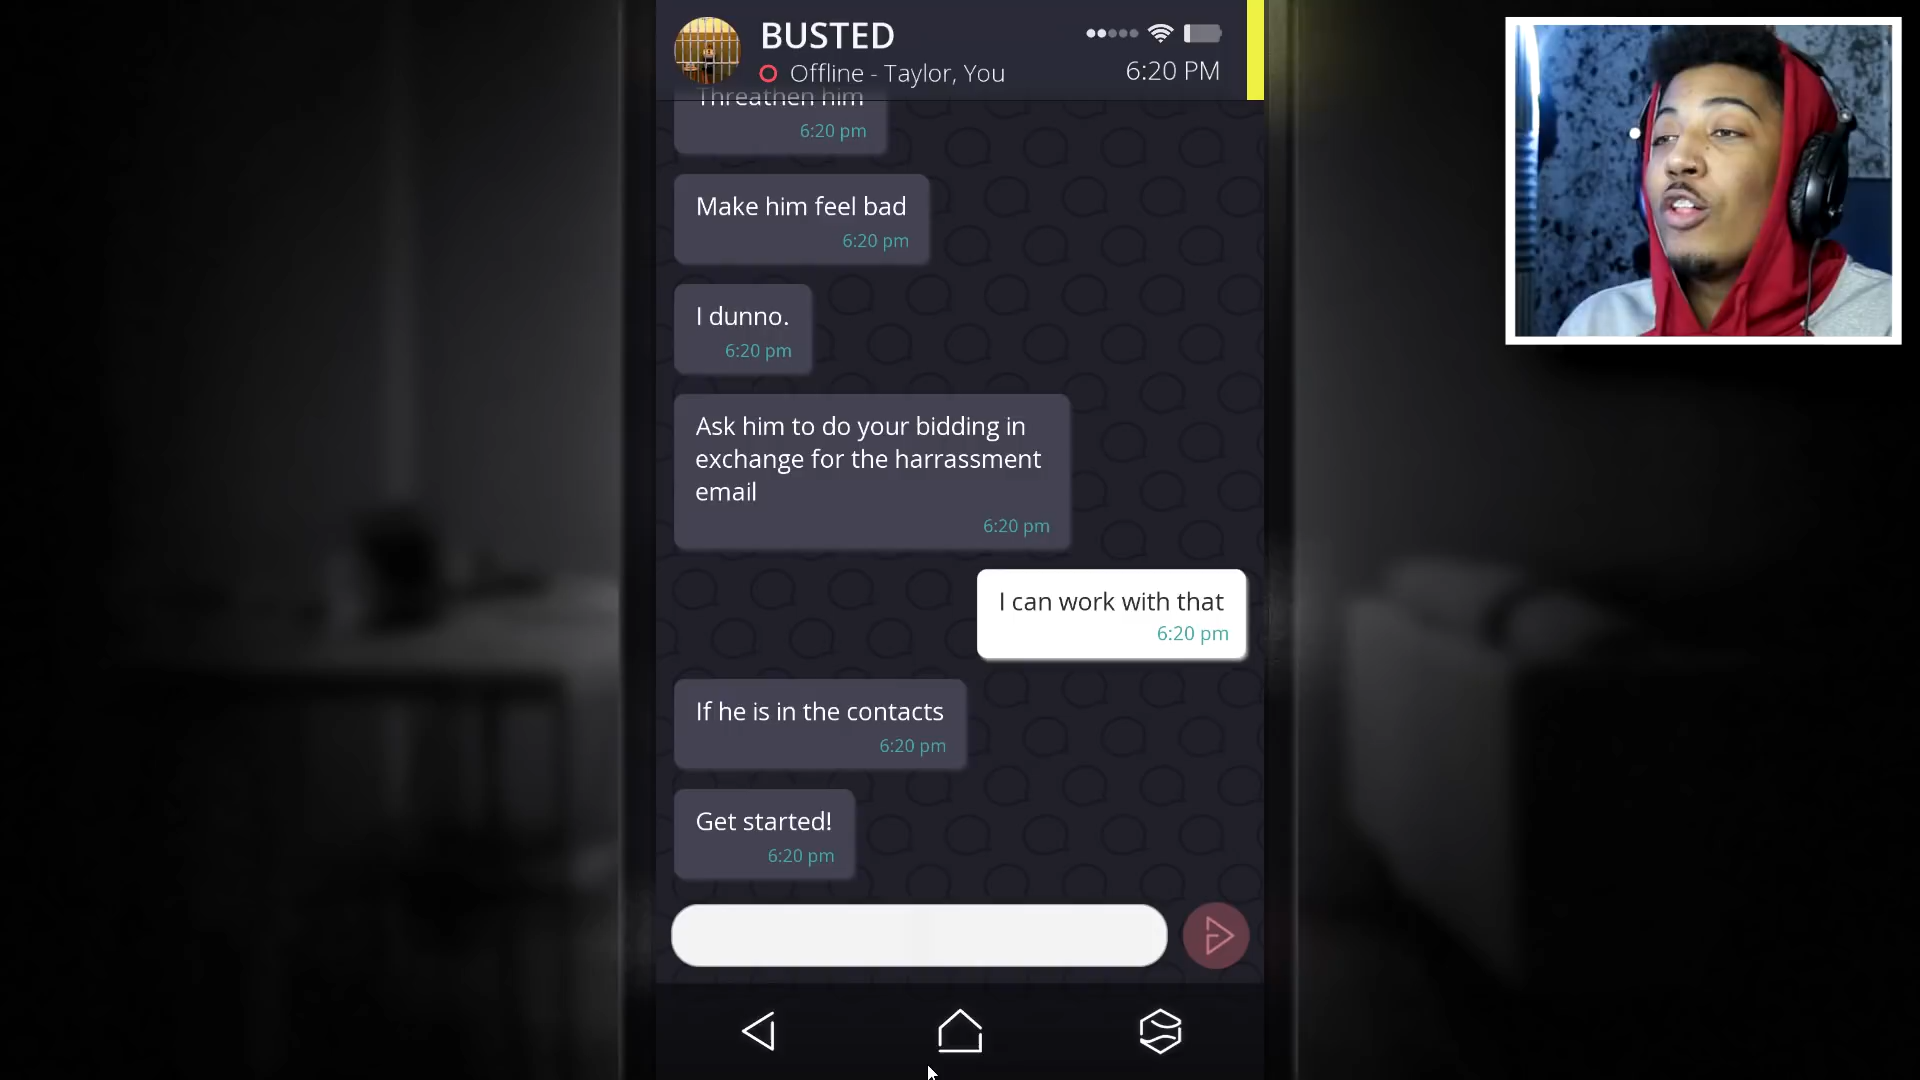 BUSTED
Offline - Taylor, You
6:20 PM
Threathen him
6:20 pm
Make him feel bad
6:20 pm
I dunno.
6:20 pm
Ask him to do your bidding in
exchange for the harrassment
email
6:20 pm
I can work with that
6:20 pm
If he is in the contacts
6:20 pm
Get started!
6:20 pm